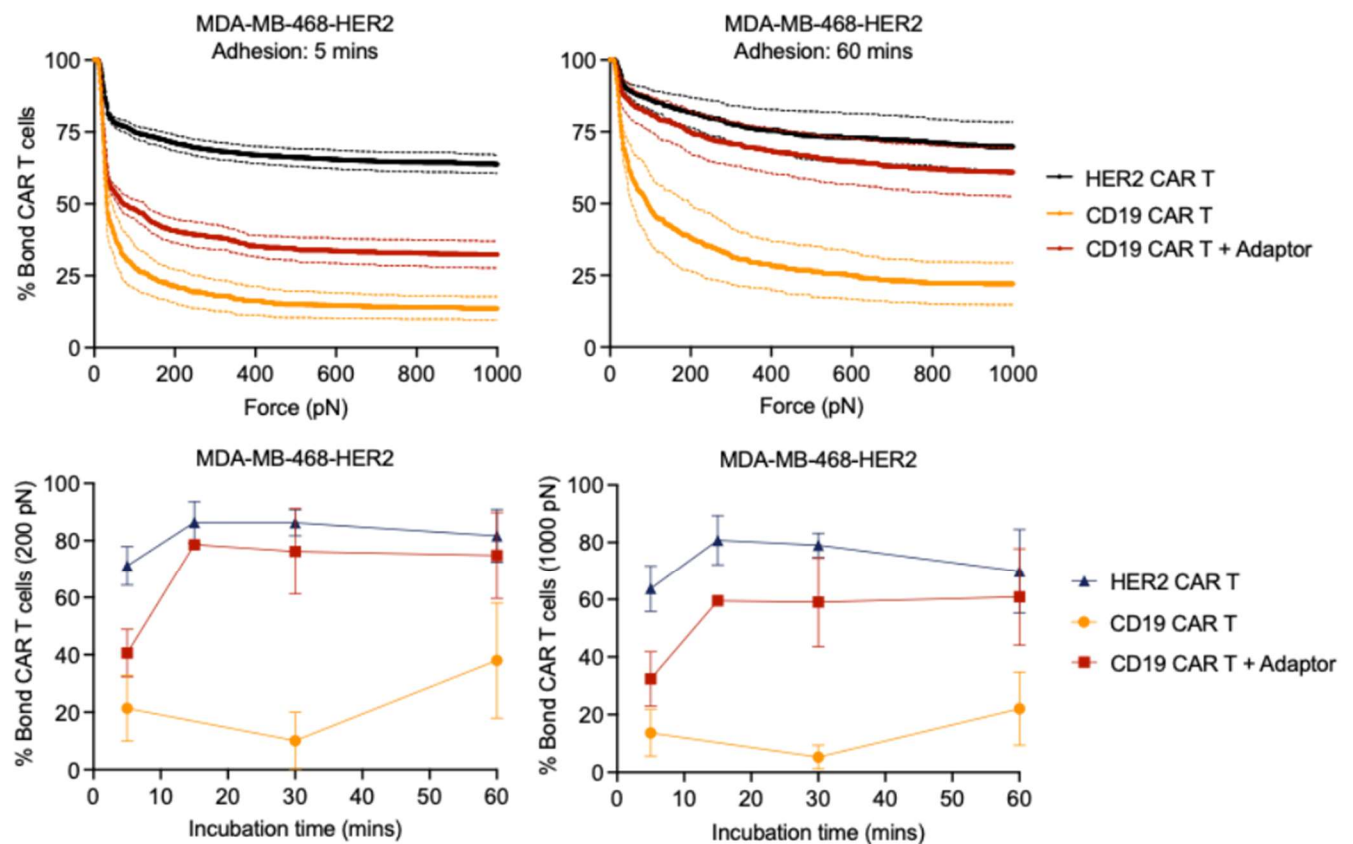 MDA-MB-468-HER2
Adhesion: 5 mins
100
75
50
25
0
% Bond CAR T cells
0 200 400 600 800 1000
Force (pN)
MDA-MB-468-HER2
Adhesion: 60 mins
100
75
50
25
0
0 200 400 600 800 1000
Force (pN)
HER2 CAR T
CD19 CAR T
CD19 CAR T + Adaptor
MDA-MB-468-HER2
100
80
60
40
20
0
% Bond CAR T cells (200 pN)
0 10 20 30 40 50 60
Incubation time (mins)
MDA-MB-468-HER2
100
80
60
40
20
0
% Bond CAR T cells (1000 pN)
0 10 20 30 40 50 60
Incubation time (mins)
HER2 CAR T
CD19 CAR T
CD19 CAR T + Adaptor